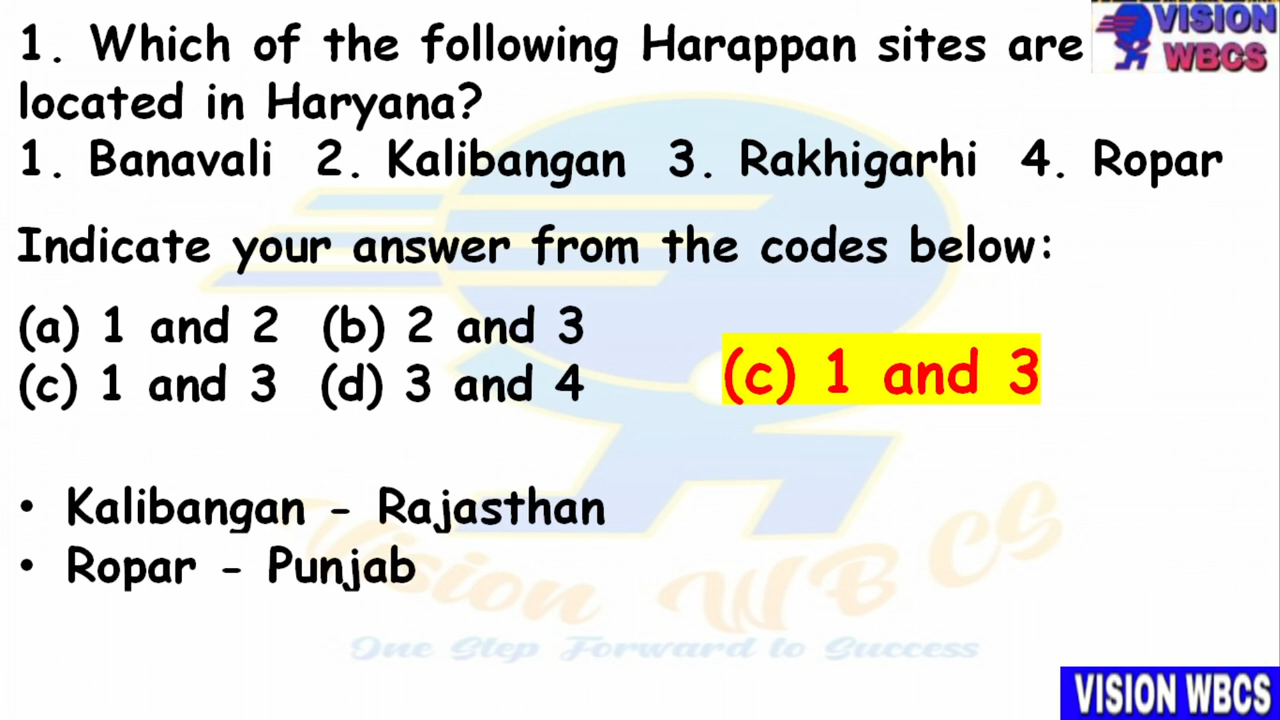 1. Which of the following Harappan sites are
located in Haryana?
1. Banavali 2. Kalibangan 3. Rakhigarhi 4. Ropar
Indicate your answer from the codes below:
(a) 1 and 2 (b) 2 and 3
(c) 1 and 3 (d) 3 and 4
(c) 1 and 3
• Kalibangan - Rajasthan
• Ropar - Punjab
VISION
WBCS
Vision WBCS
One Step Forward to Success
VISION WBCS